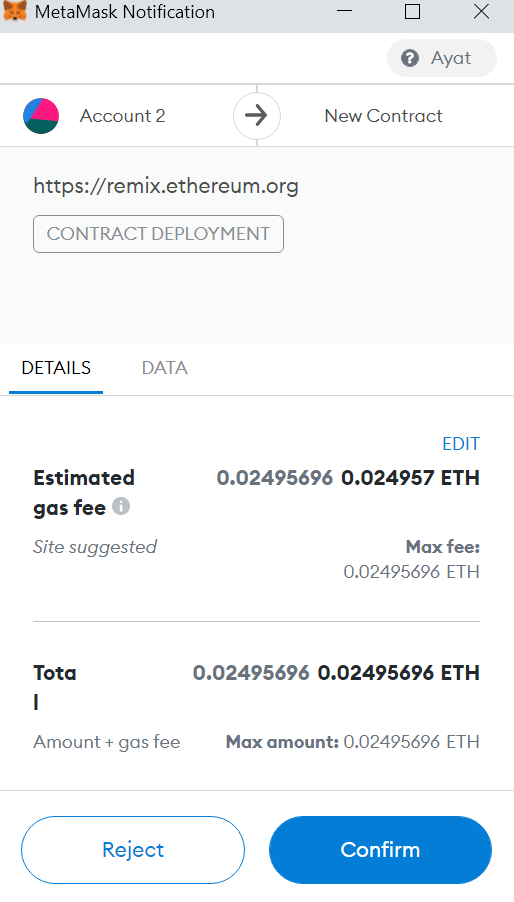 MetaMask Notification
? Ayat
Account 2
New Contract
https://remix.ethereum.org
CONTRACT DEPLOYMENT
DETAILS DATA
EDIT
Estimated 0.02495696 0.024957 ETH
gas fee i
Site suggested Max fee:
0.02495696 ETH
Tota 0.02495696 0.02495696 ETH
l
Amount + gas fee Max amount: 0.02495696 ETH
Reject Confirm